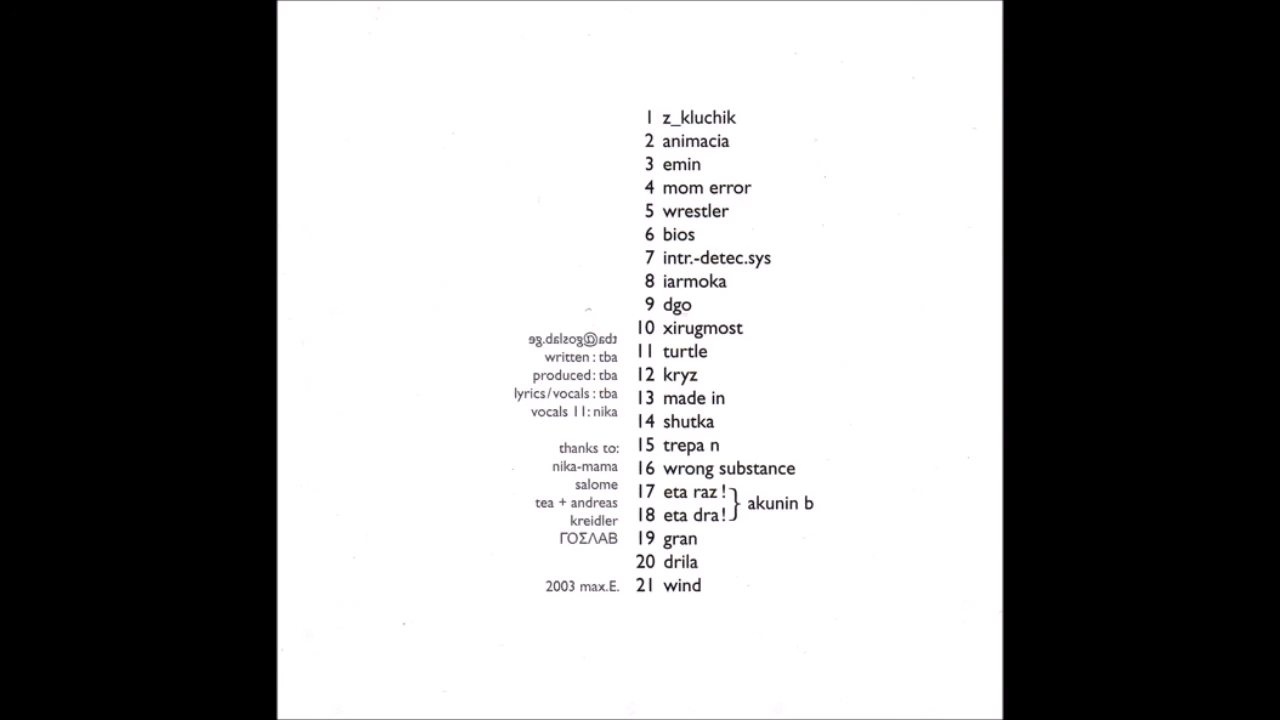 1 z_kluchik
2 animacia
3 emin
4 mom error
5 wrestler
6 bios
7 intr.-detec.sys
8 iarmoka
9 dgo
10 xirugmost
11 turtle
12 kryz
13 made in
14 shutka
15 trepa n
16 wrong substance
17 eta raz !
18 eta dra!
} akunin b
19 gran
20 drila
21 wind
tba@goslab.ge
written : tba
produced : tba
lyrics/vocals : tba
vocals 11: nika
thanks to:
nika-mama
salome
tea + andreas
kreidler
ΓΟΣΛΑΒ
2003 max.E.